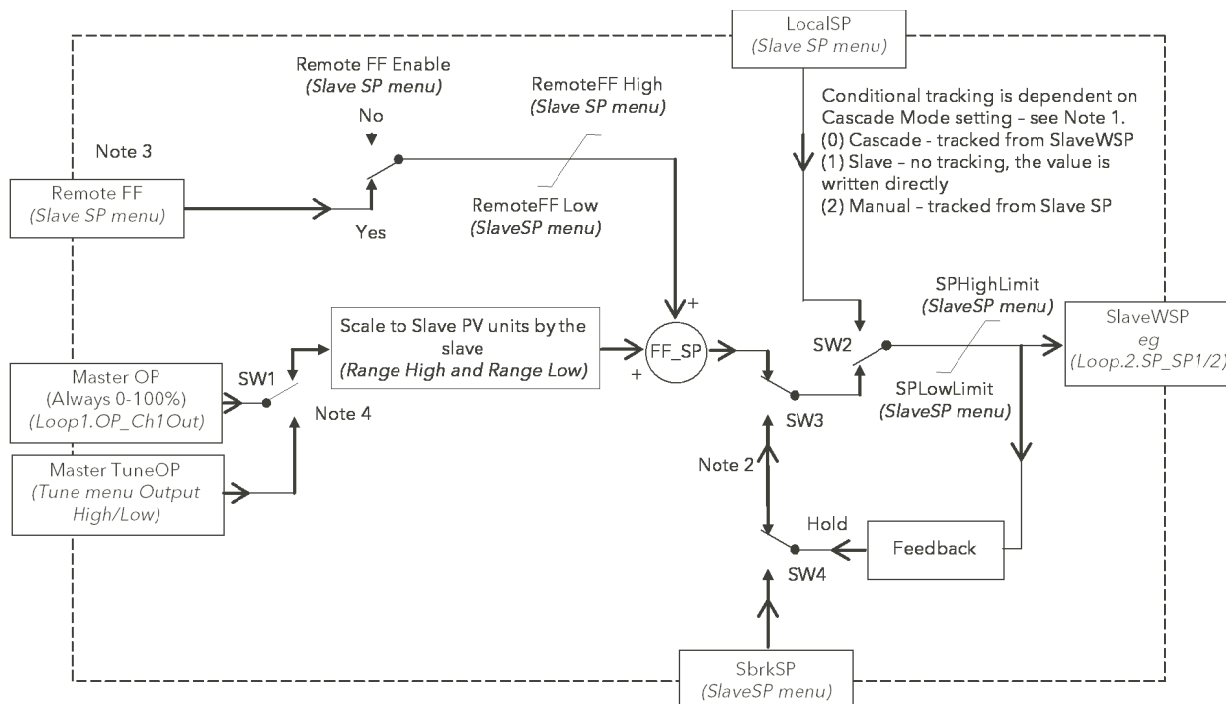 LocalSP
(Slave SP menu)
Remote FF Enable
(Slave SP menu)
No
RemoteFF High
(Slave SP menu)
Conditional tracking is dependent on
Cascade Mode setting – see Note 1.
(0) Cascade - tracked from SlaveWSP
(1) Slave – no tracking, the value is
written directly
(2) Manual – tracked from Slave SP
Note 3
Remote FF
(Slave SP menu)
Yes
RemoteFF Low
(SlaveSP menu)
+
SPHighLimit
(SlaveSP menu)
Scale to Slave PV units by the
slave
(Range High and Range Low)
FF_SP
+
SW2
SlaveWSP
eg
(Loop.2.SP_SP1/2)
SW1
Master OP
(Always 0-100%)
(Loop1.OP_Ch1Out)
Note 4
SPLowLimit
(SlaveSP menu)
SW3
Master TuneOP
(Tune menu Output
High/Low)
Note 2
Hold
Feedback
SW4
SbrkSP
(SlaveSP menu)